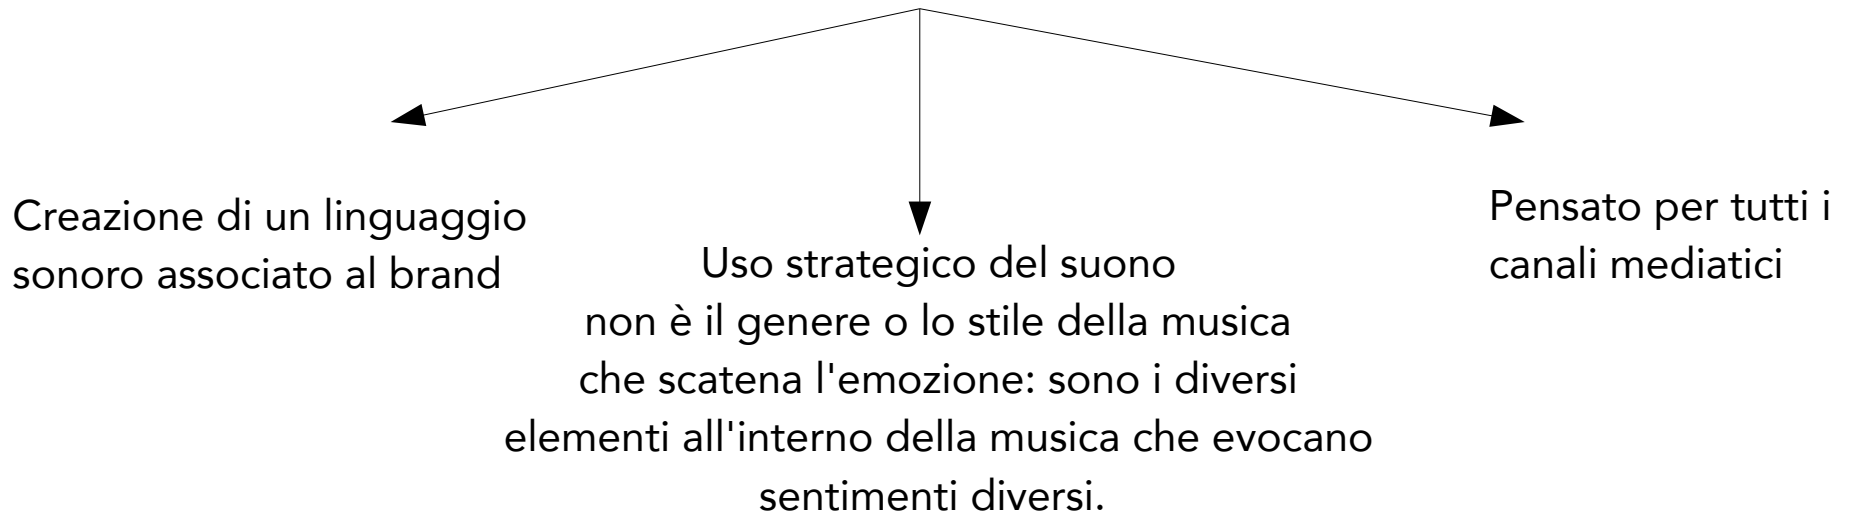 Creazione di un linguaggio
sonoro associato al brand
Uso strategico del suono
non è il genere o lo stile della musica
che scatena l'emozione: sono i diversi
elementi all'interno della musica che evocano
sentimenti diversi.
Pensato per tutti i
canali mediatici